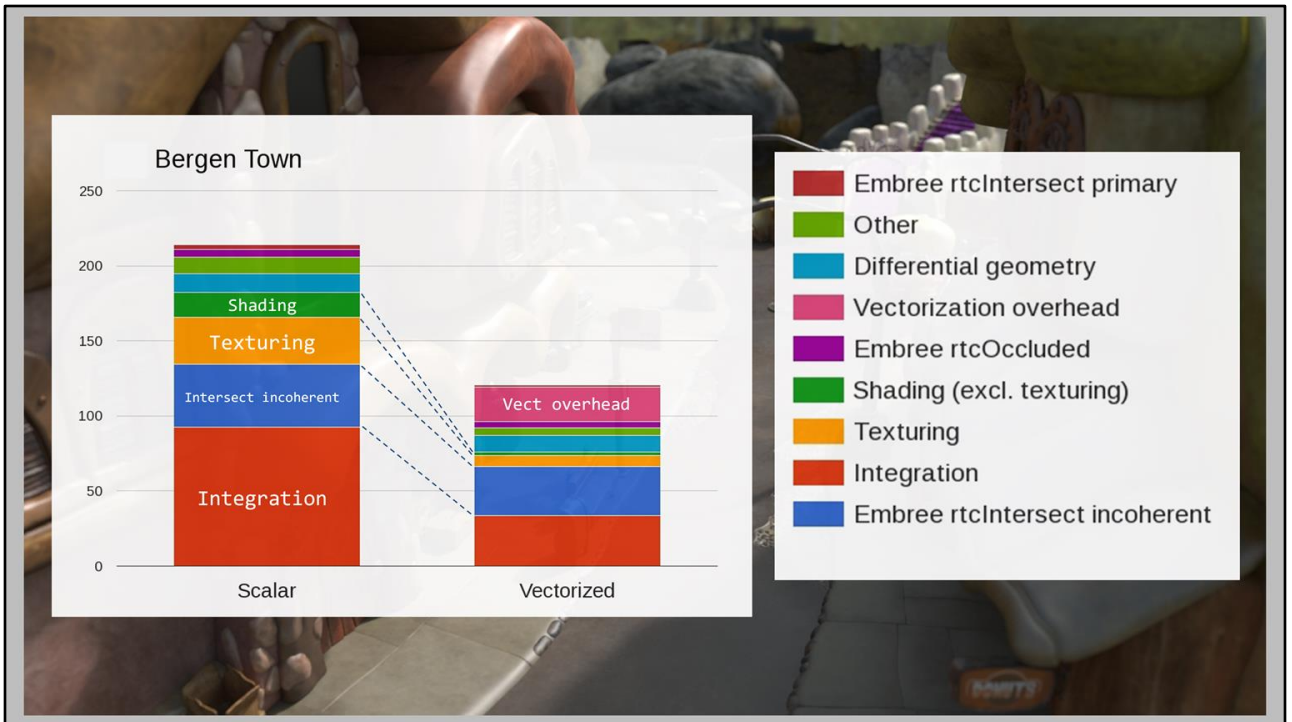 Bergen Town
250
200
150
100
50
0
Shading
Texturing
Intersect incoherent
Integration
Vect overhead
Scalar
Vectorized
Embree rtcIntersect primary
Other
Differential geometry
Vectorization overhead
Embree rtcOccluded
Shading (excl. texturing)
Texturing
Integration
Embree rtcIntersect incoherent